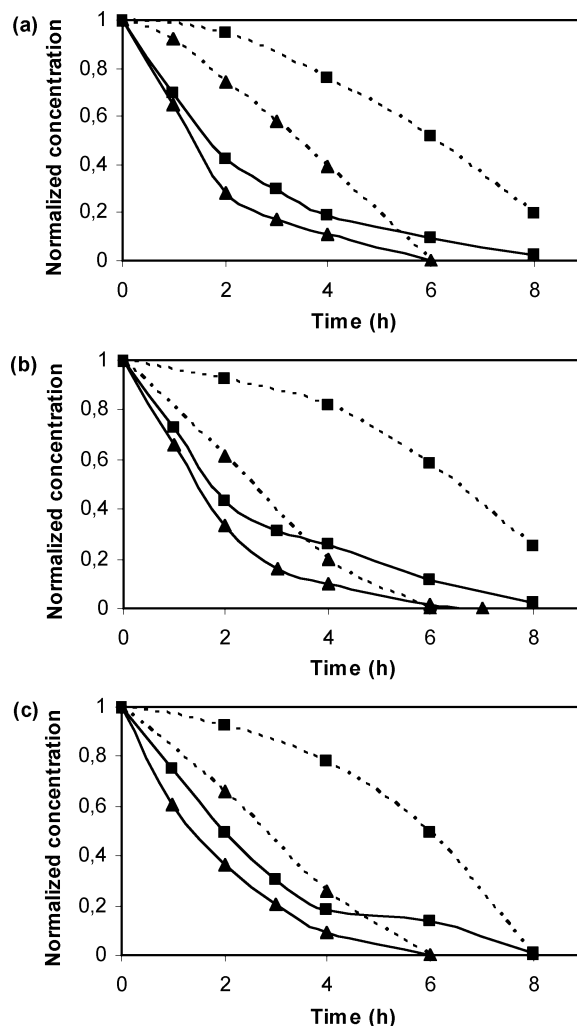 (a)
Normalized concentration
1
0,8
0,6
0,4
0,2
0
0 2 4 6 8
Time (h)
(b)
Normalized concentration
1
0,8
0,6
0,4
0,2
0
0 2 4 6 8
Time (h)
(c)
Normalized concentration
1
0,8
0,6
0,4
0,2
0
0 2 4 6 8
Time (h)